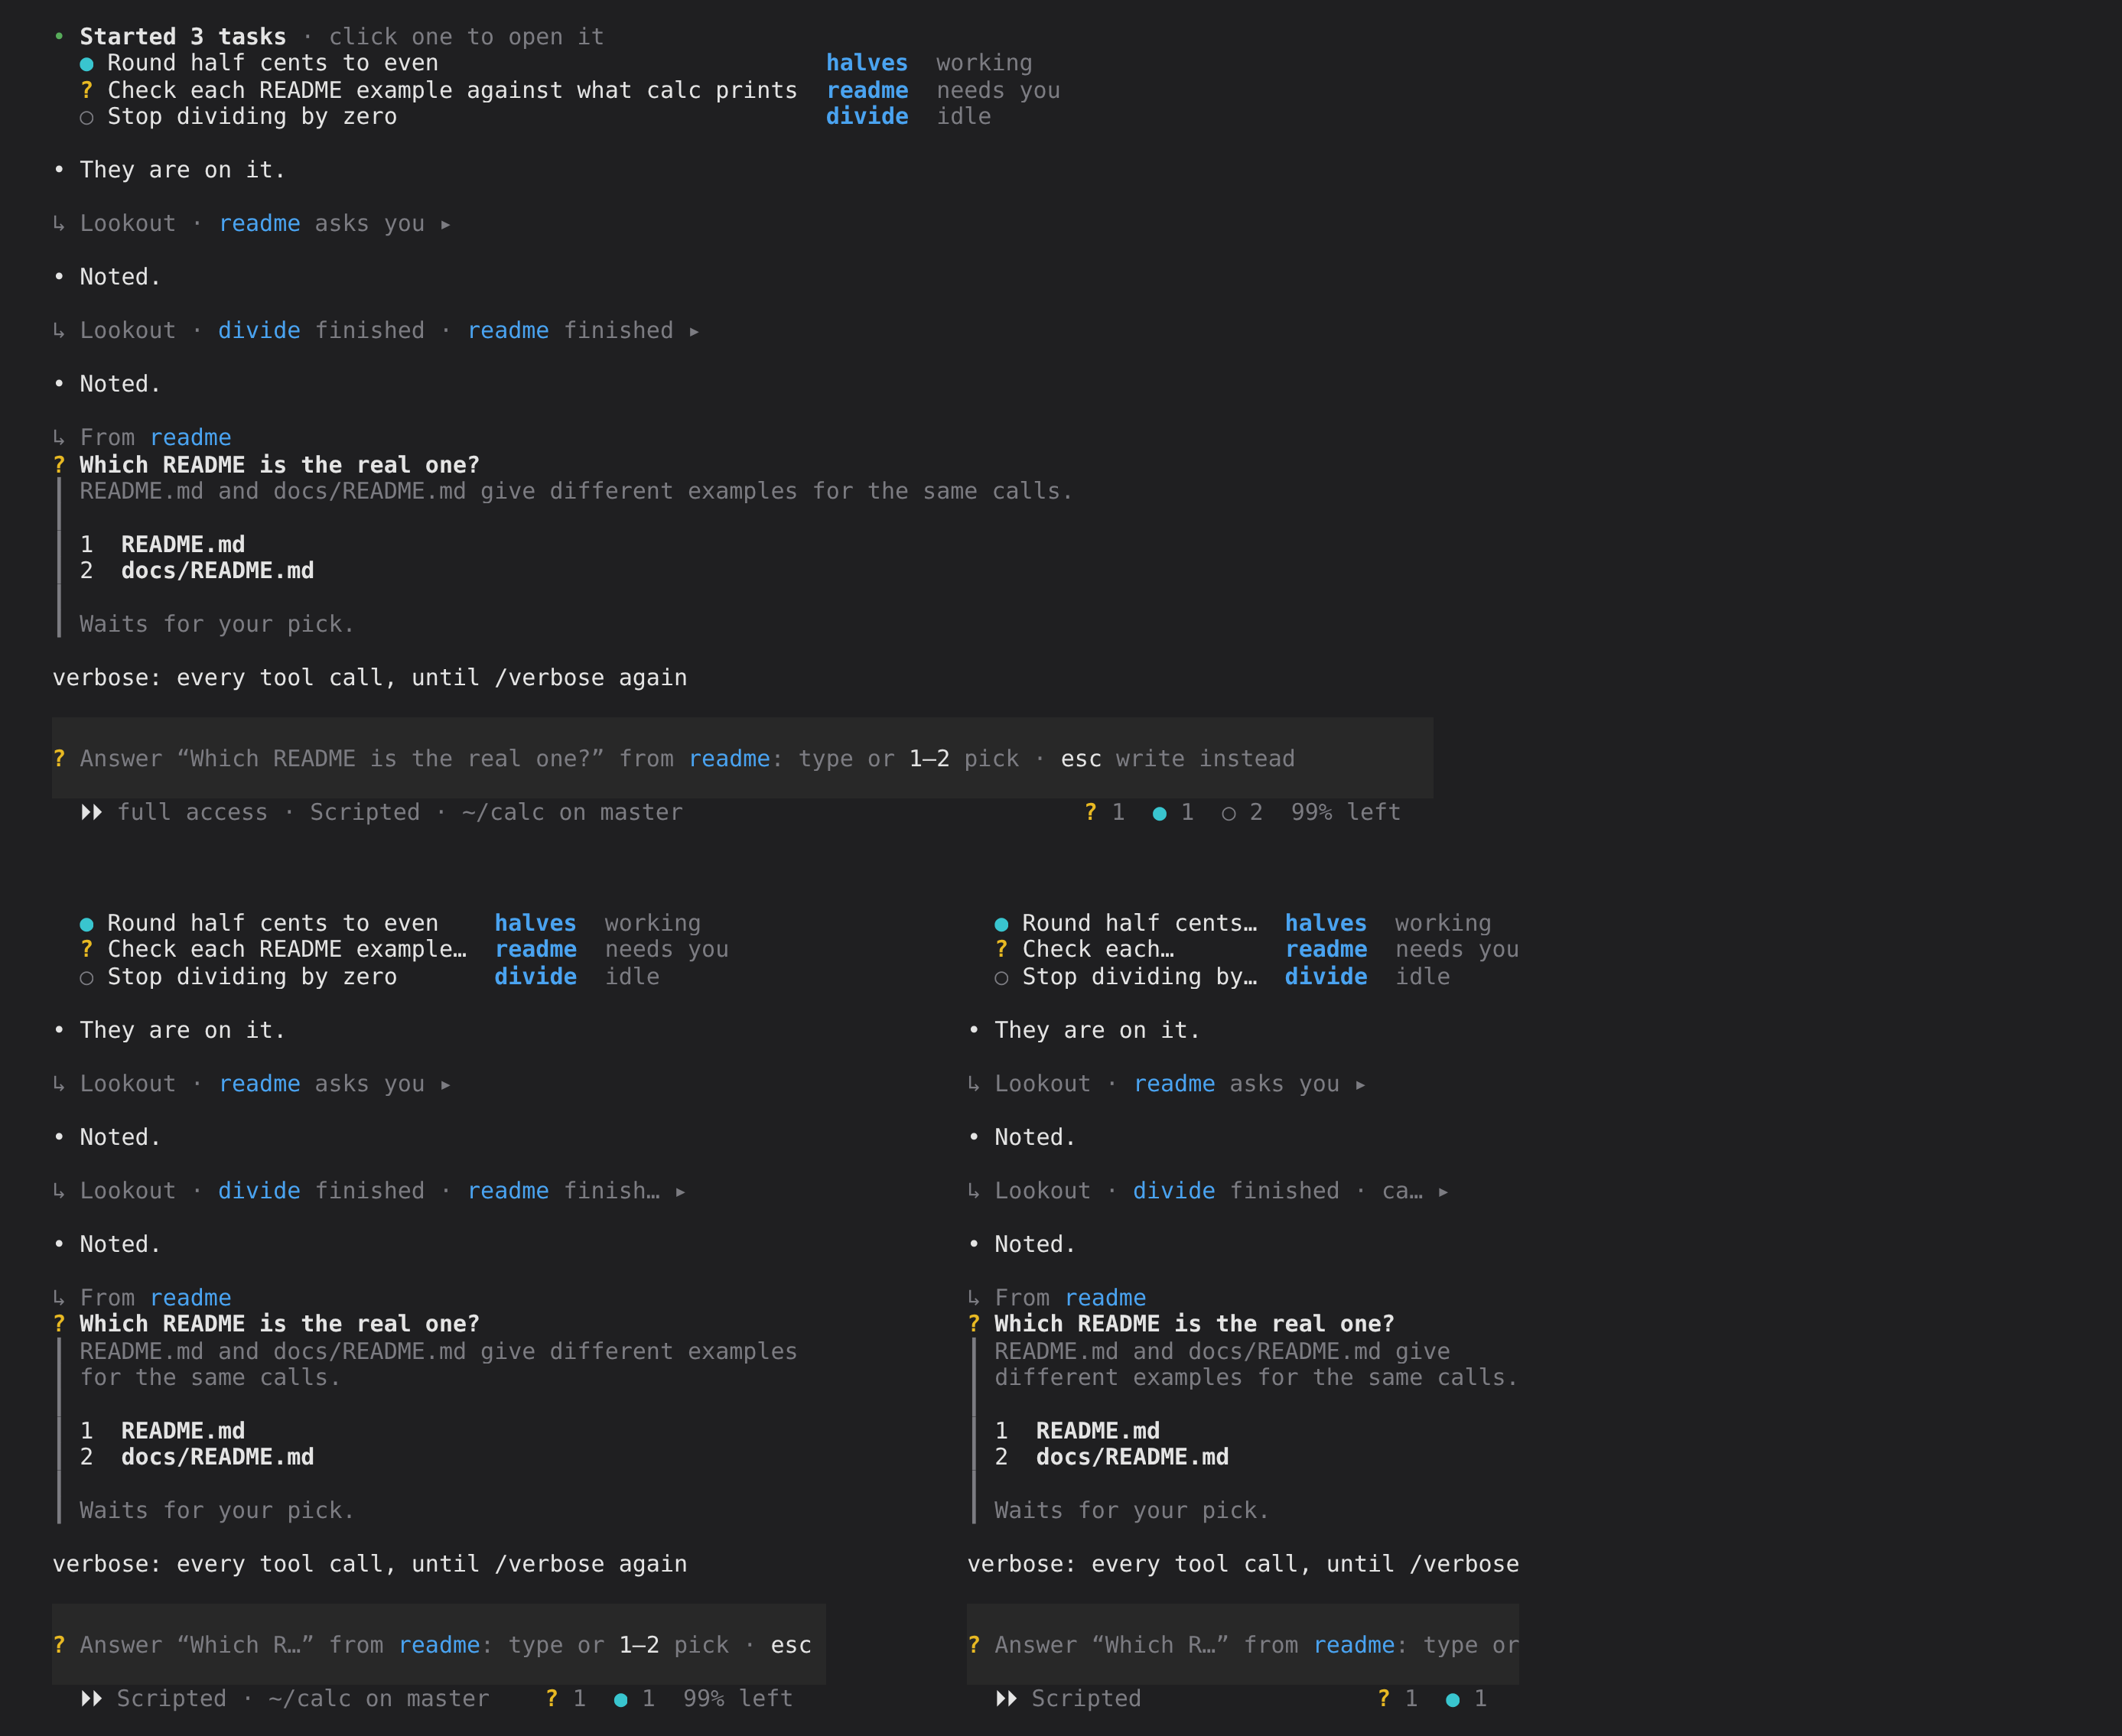 • Started 3 tasks · click one to open it
● Round half cents to even halves working
? Check each README example against what calc prints readme needs you
○ Stop dividing by zero divide idle
• They are on it.
↳ Lookout · readme asks you ▸
• Noted.
↳ Lookout · divide finished · readme finished ▸
• Noted.
↳ From readme
? Which README is the real one?
README.md and docs/README.md give different examples for the same calls.
1 README.md
2 docs/README.md
Waits for your pick.
verbose: every tool call, until /verbose again
? Answer “Which README is the real one?” from readme: type or 1–2 pick · esc write instead
⏵⏵ full access · Scripted · ~/calc on master ? 1 ● 1 ○ 2 99% left
● Round half cents to even halves working
? Check each README example… readme needs you
○ Stop dividing by zero divide idle
• They are on it.
↳ Lookout · readme asks you ▸
• Noted.
↳ Lookout · divide finished · readme finish… ▸
• Noted.
↳ From readme
? Which README is the real one?
README.md and docs/README.md give different examples
for the same calls.
1 README.md
2 docs/README.md
Waits for your pick.
verbose: every tool call, until /verbose again
? Answer “Which R…” from readme: type or 1–2 pick · esc
⏵⏵ Scripted · ~/calc on master ? 1 ● 1 99% left
● Round half cents… halves working
? Check each… readme needs you
○ Stop dividing by… divide idle
• They are on it.
↳ Lookout · readme asks you ▸
• Noted.
↳ Lookout · divide finished · ca… ▸
• Noted.
↳ From readme
? Which README is the real one?
README.md and docs/README.md give
different examples for the same calls.
1 README.md
2 docs/README.md
Waits for your pick.
verbose: every tool call, until /verbose
? Answer “Which R…” from readme: type or
⏵⏵ Scripted ? 1 ● 1